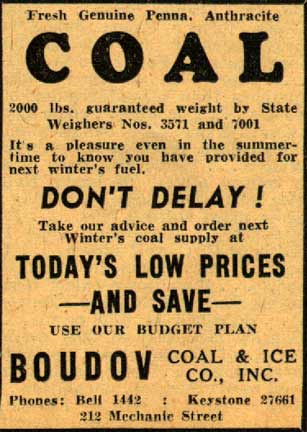 Fresh Genuine Penna. Anthracite
COAL
2000 lbs. guaranteed weight by State
Weighers Nos. 3571 and 7001
It's a pleasure even in the summer-
time to know you have provided for
next winter's fuel.
DON'T DELAY!
Take our advice and order next
Winter's coal supply at
TODAY'S LOW PRICES
—AND SAVE—
USE OUR BUDGET PLAN
BOUDOV COAL & ICE
CO., INC.
Phones: Bell 1442 : Keystone 27661
212 Mechanic Street